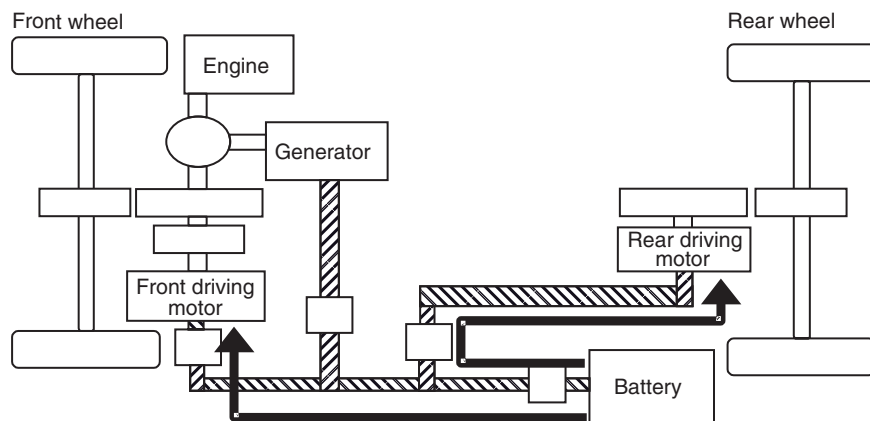 Front wheel
Rear wheel
Engine
Generator
Rear driving
motor
Front driving
motor
Battery